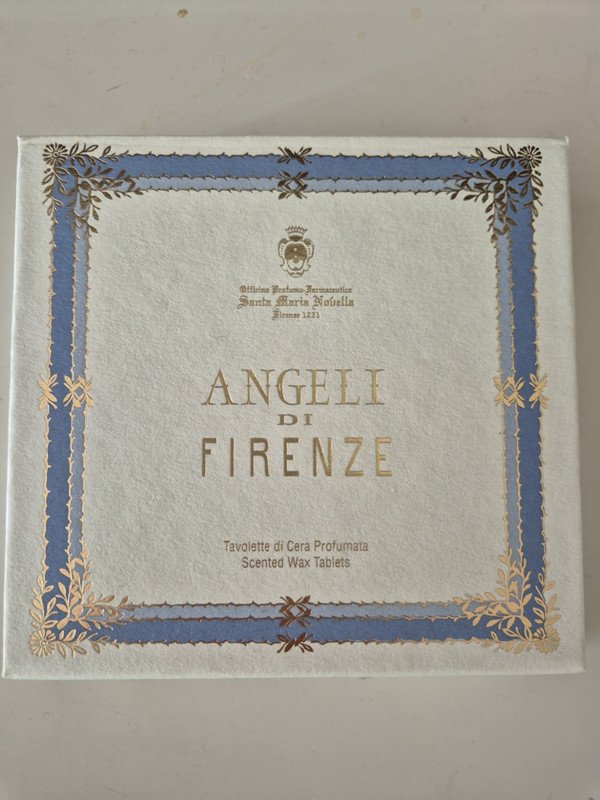 Officina Profumo-Farmaceutica
Santa Maria Novella
Firenze 1221
ANGELI
DI
FIRENZE
Tavolette di Cera Profumata
Scented Wax Tablets